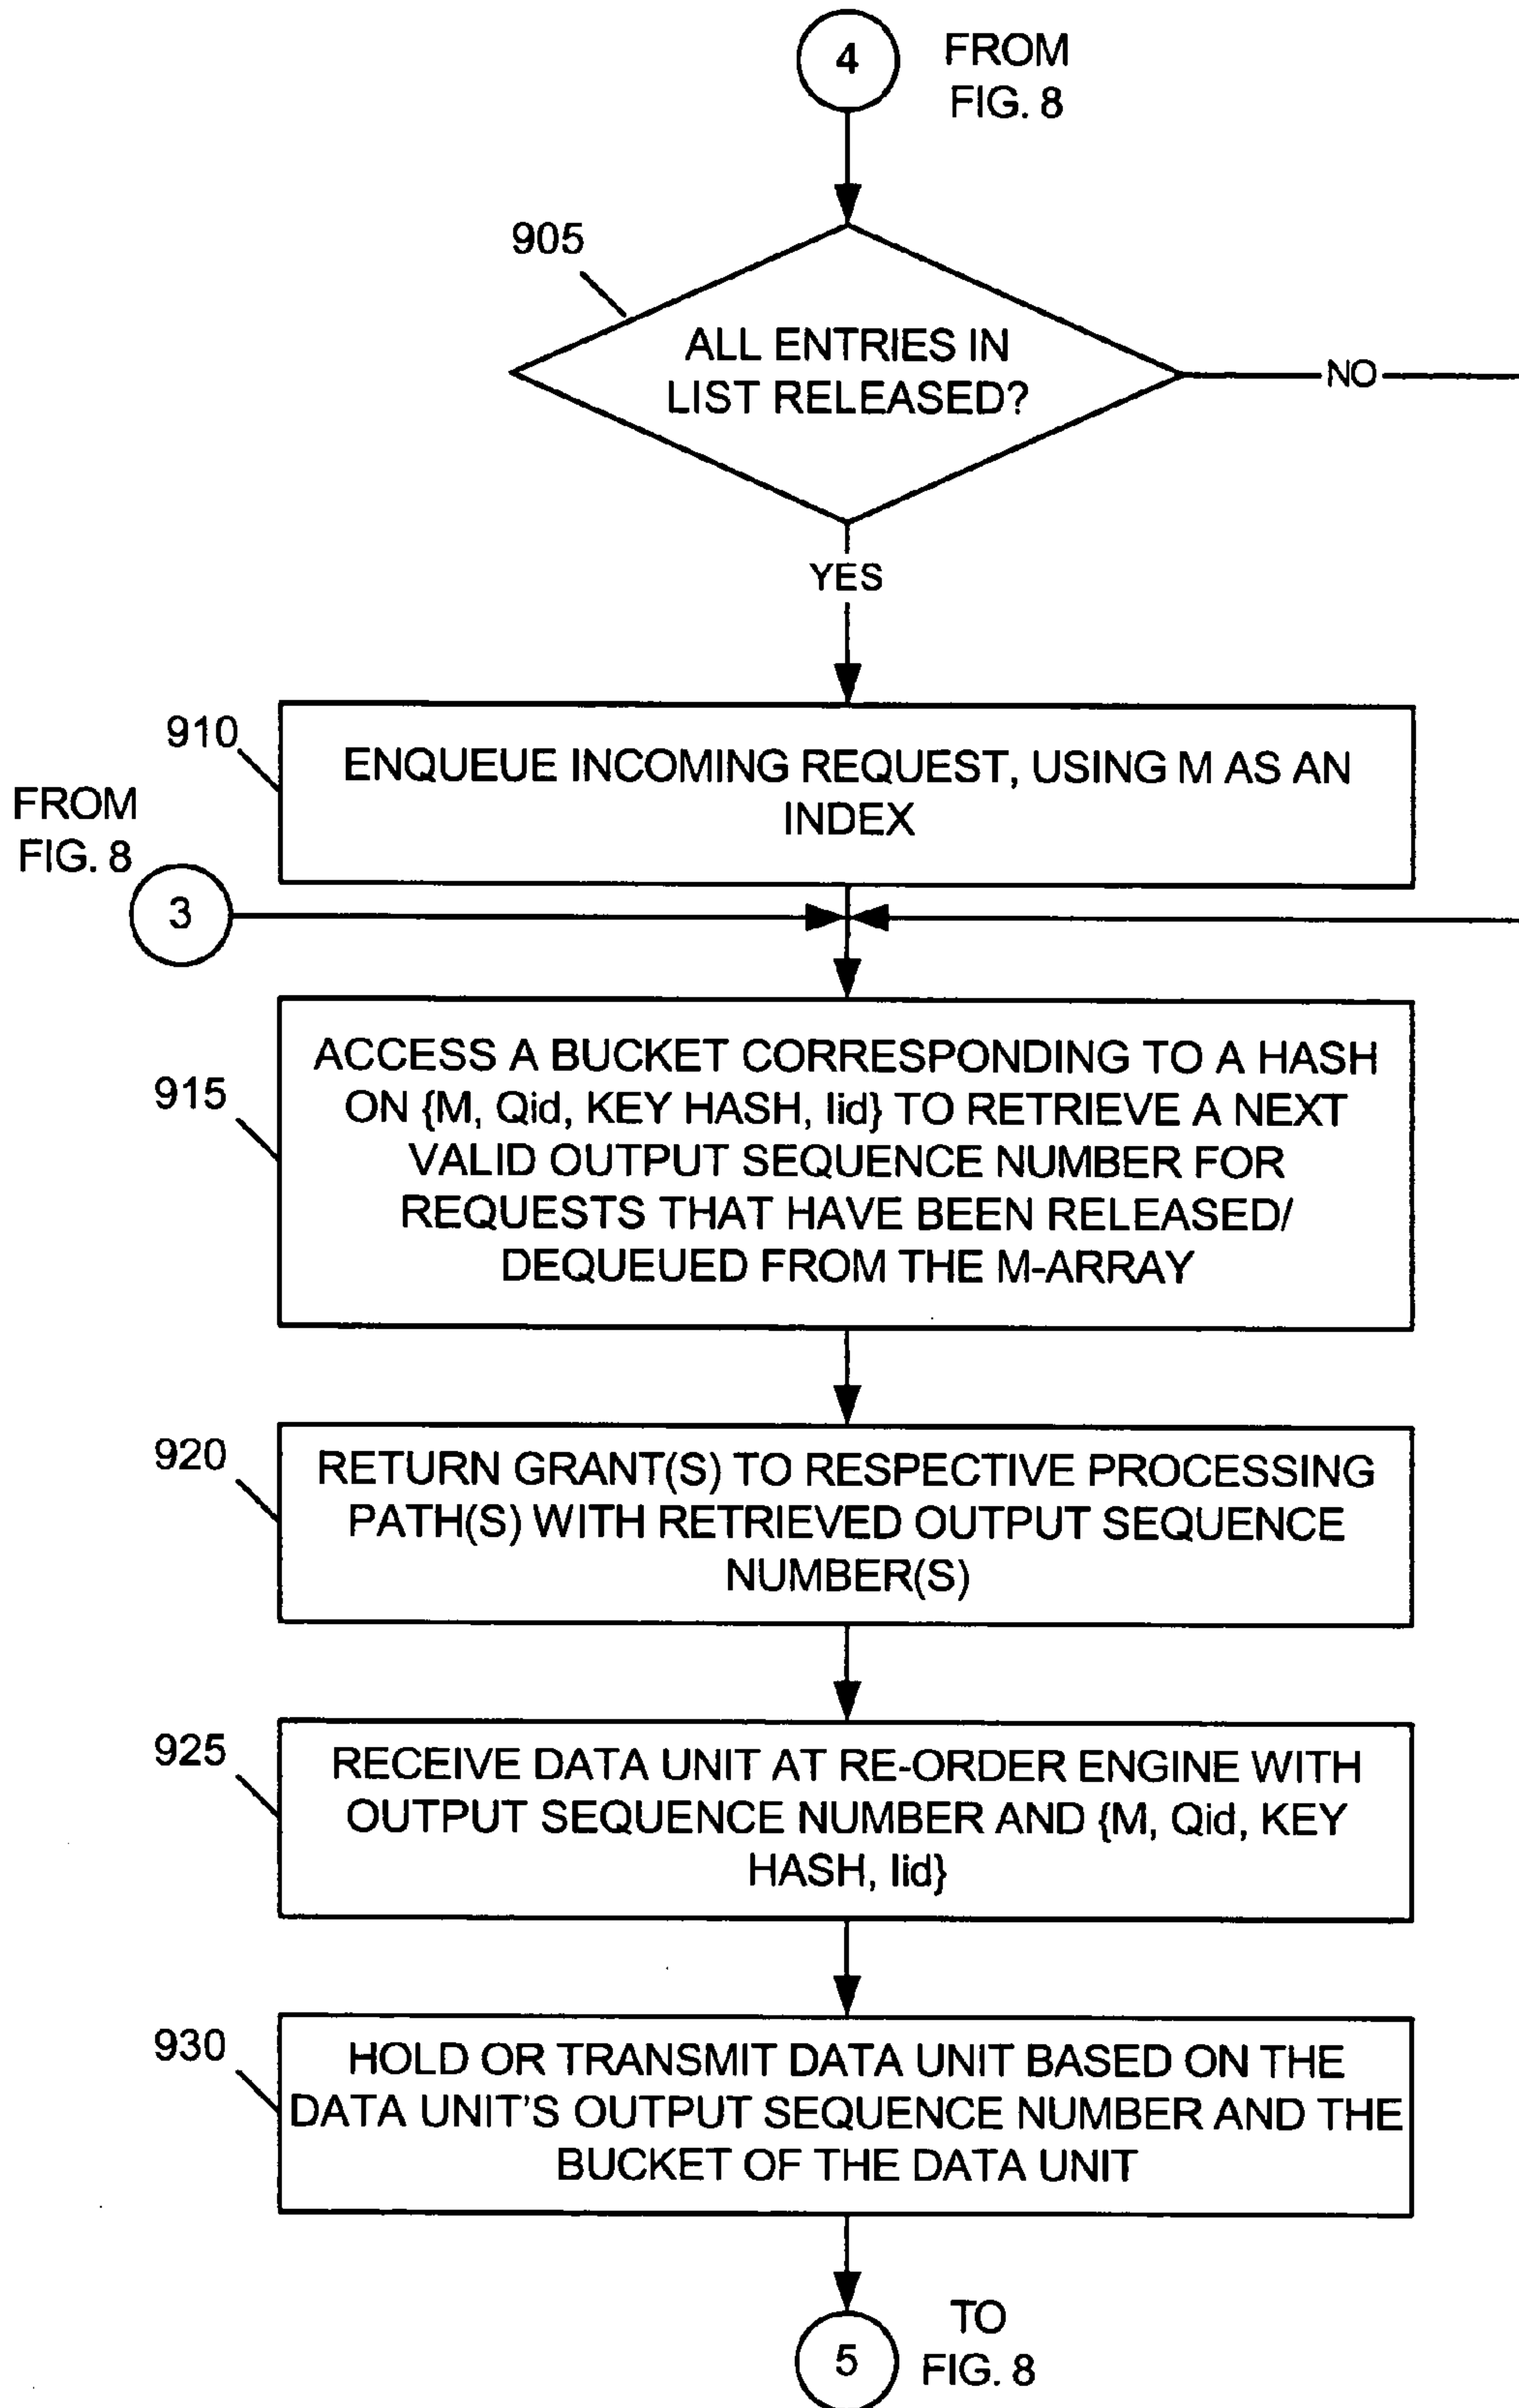 4
FROM
FIG. 8
905
ALL ENTRIES IN
LIST RELEASED?
NO
YES
910
ENQUEUE INCOMING REQUEST, USING M AS AN
INDEX
FROM
FIG. 8
3
915
ACCESS A BUCKET CORRESPONDING TO A HASH
ON {M, Qid, KEY HASH, Iid} TO RETRIEVE A NEXT
VALID OUTPUT SEQUENCE NUMBER FOR
REQUESTS THAT HAVE BEEN RELEASED/
DEQUEUED FROM THE M-ARRAY
920
RETURN GRANT(S) TO RESPECTIVE PROCESSING
PATH(S) WITH RETRIEVED OUTPUT SEQUENCE
NUMBER(S)
925
RECEIVE DATA UNIT AT RE-ORDER ENGINE WITH
OUTPUT SEQUENCE NUMBER AND {M, Qid, KEY
HASH, Iid}
930
HOLD OR TRANSMIT DATA UNIT BASED ON THE
DATA UNIT'S OUTPUT SEQUENCE NUMBER AND THE
BUCKET OF THE DATA UNIT
5
TO
FIG. 8